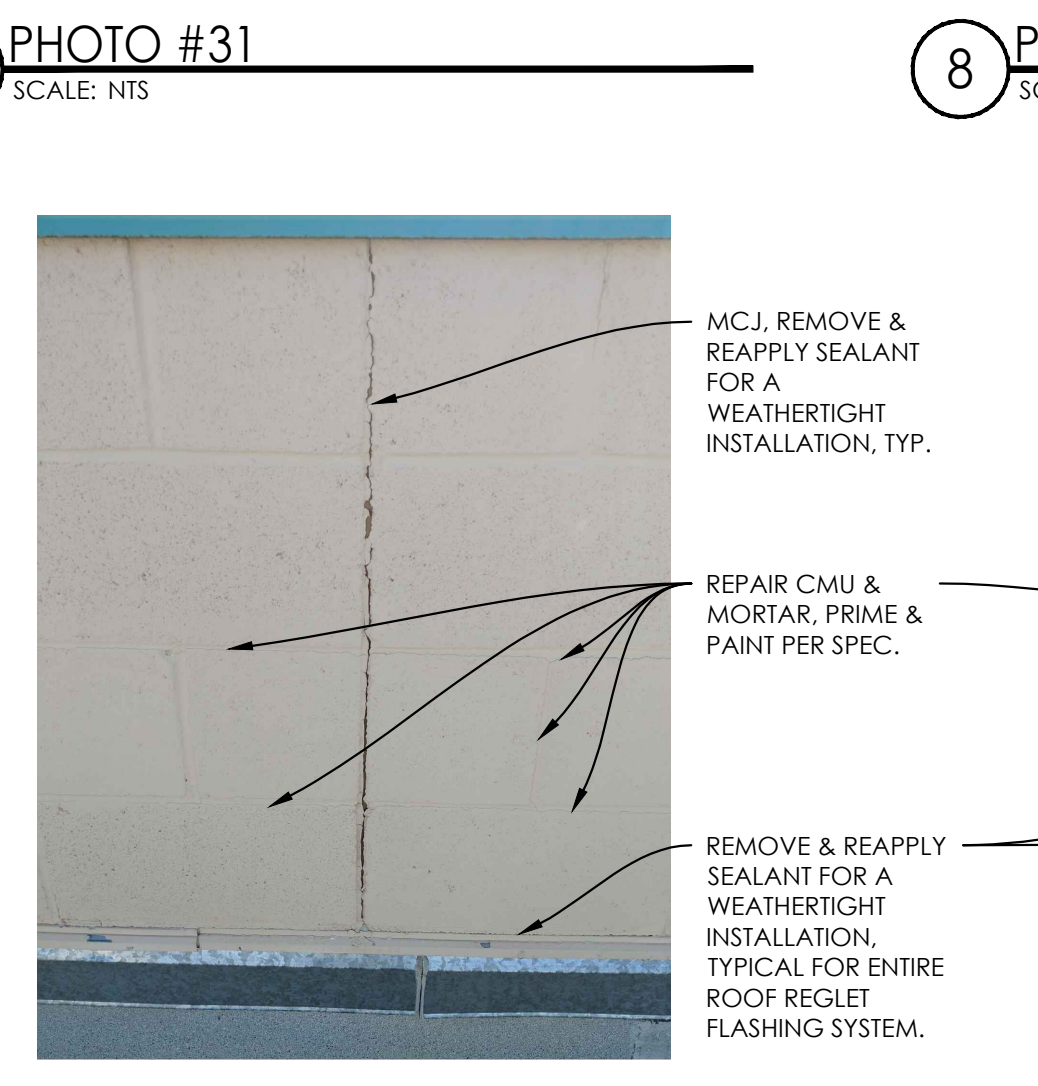 PHOTO #31
SCALE: NTS
8
MCJ, REMOVE &
REAPPLY SEALANT
FOR A
WEATHERTIGHT
INSTALLATION, TYP.
REPAIR CMU &
MORTAR, PRIME &
PAINT PER SPEC.
REMOVE & REAPPLY
SEALANT FOR A
WEATHERTIGHT
INSTALLATION,
TYPICAL FOR ENTIRE
ROOF REGLET
FLASHING SYSTEM.